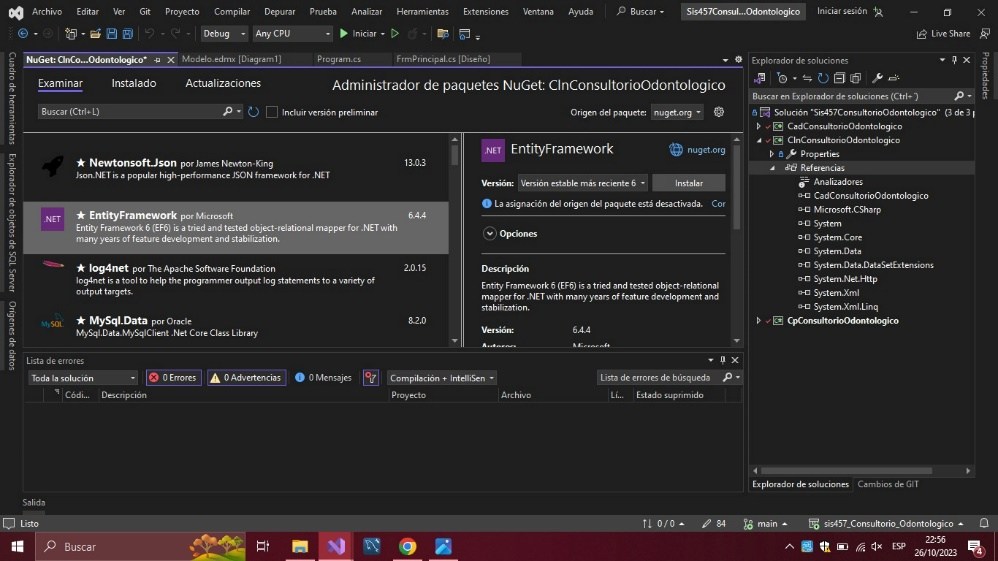 Archivo Editar Ver Git Proyecto Compilar Depurar Prueba Analizar Herramientas Extensiones Ventana Ayuda Buscar Sis457Consul...Odontologico Iniciar sesión
Debug Any CPU Iniciar Live Share
NuGet: ClnCo...Odontologico* Modelo.edmx [Diagram1] Program.cs FrmPrincipal.cs [Diseño]
Cuadro de herramientas
Explorador de objetos de SQL Server
Orígenes de datos
Examinar Instalado Actualizaciones
Administrador de paquetes NuGet: ClnConsultorioOdontologico
Buscar (Ctrl+L) Incluir versión preliminar Origen del paquete: nuget.org
Newtonsoft.Json por James Newton-King 13.0.3
Json.NET is a popular high-performance JSON framework for .NET
.NET EntityFramework por Microsoft 6.4.4
Entity Framework 6 (EF6) is a tried and tested object-relational mapper for .NET with
many years of feature development and stabilization.
log4net por The Apache Software Foundation 2.0.15
log4net is a tool to help the programmer output log statements to a variety of
output targets.
MySQL MySql.Data por Oracle 8.2.0
MySql.Data.MySqlClient .Net Core Class Library
.NET EntityFramework nuget.org
Versión: Versión estable más reciente 6 Instalar
La asignación del origen del paquete está desactivada. Cor
Opciones
Descripción
Entity Framework 6 (EF6) is a tried and tested object-relational
mapper for .NET with many years of feature development and
stabilization.
Versión: 6.4.4
Autores: Microsoft
Lista de errores
Toda la solución 0 Errores 0 Advertencias 0 Mensajes Compilación + IntelliSen Lista de errores de búsqueda
Códi... Descripción Proyecto Archivo Lí... Estado suprimido
Salida
Explorador de soluciones
Buscar en Explorador de soluciones (Ctrl+¨)
Solución "Sis457ConsultorioOdontologico" (3 de 3 p
CadConsultorioOdontologico
ClnConsultorioOdontologico
Properties
Referencias
Analizadores
CadConsultorioOdontologico
Microsoft.CSharp
System
System.Core
System.Data
System.Data.DataSetExtensions
System.Net.Http
System.Xml
System.Xml.Linq
CpConsultorioOdontologico
Explorador de soluciones Cambios de GIT
Propiedades
Listo 0 / 0 84 main sis457_Consultorio_Odontologico
Buscar ESP 22:56
26/10/2023 4